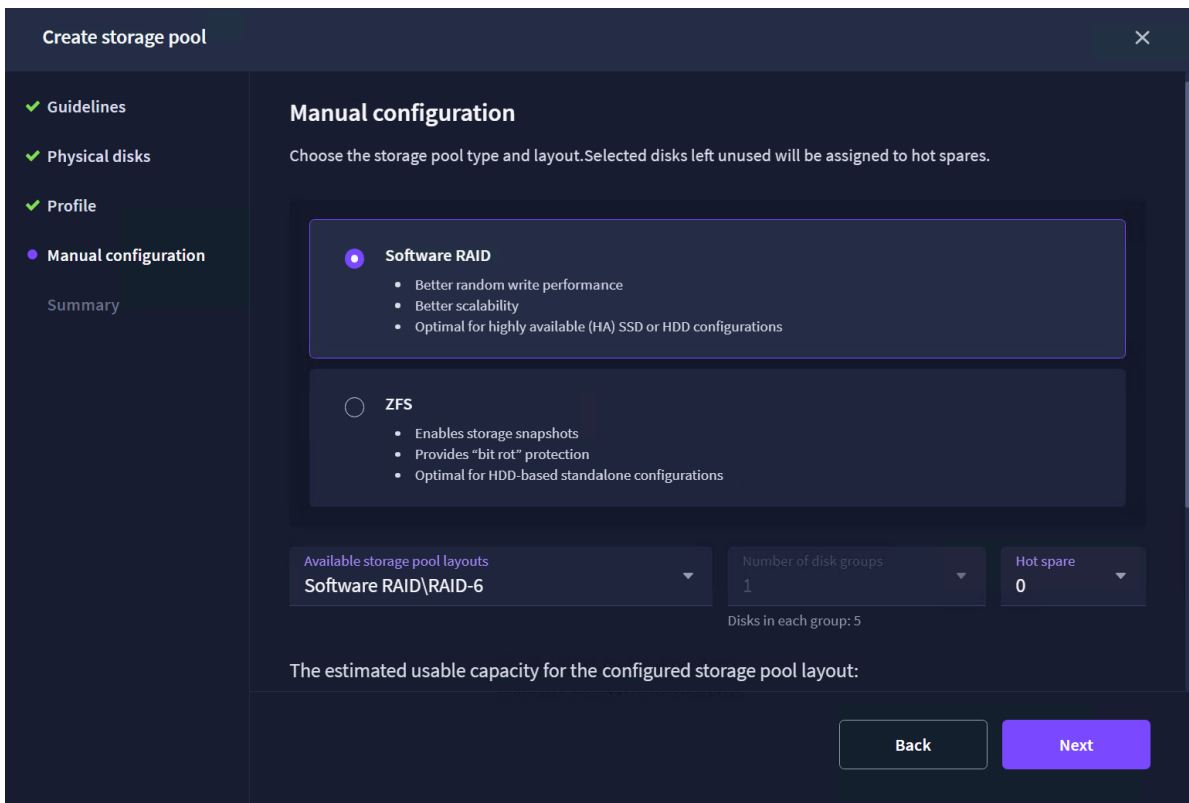 Create storage pool
Guidelines
Physical disks
Profile
Manual configuration
Summary
Manual configuration
Choose the storage pool type and layout.Selected disks left unused will be assigned to hot spares.
Software RAID
• Better random write performance
• Better scalability
• Optimal for highly available (HA) SSD or HDD configurations
ZFS
• Enables storage snapshots
• Provides “bit rot” protection
• Optimal for HDD-based standalone configurations
Available storage pool layouts
Software RAID\RAID-6
Number of disk groups
1
Disks in each group: 5
Hot spare
0
The estimated usable capacity for the configured storage pool layout:
Back
Next